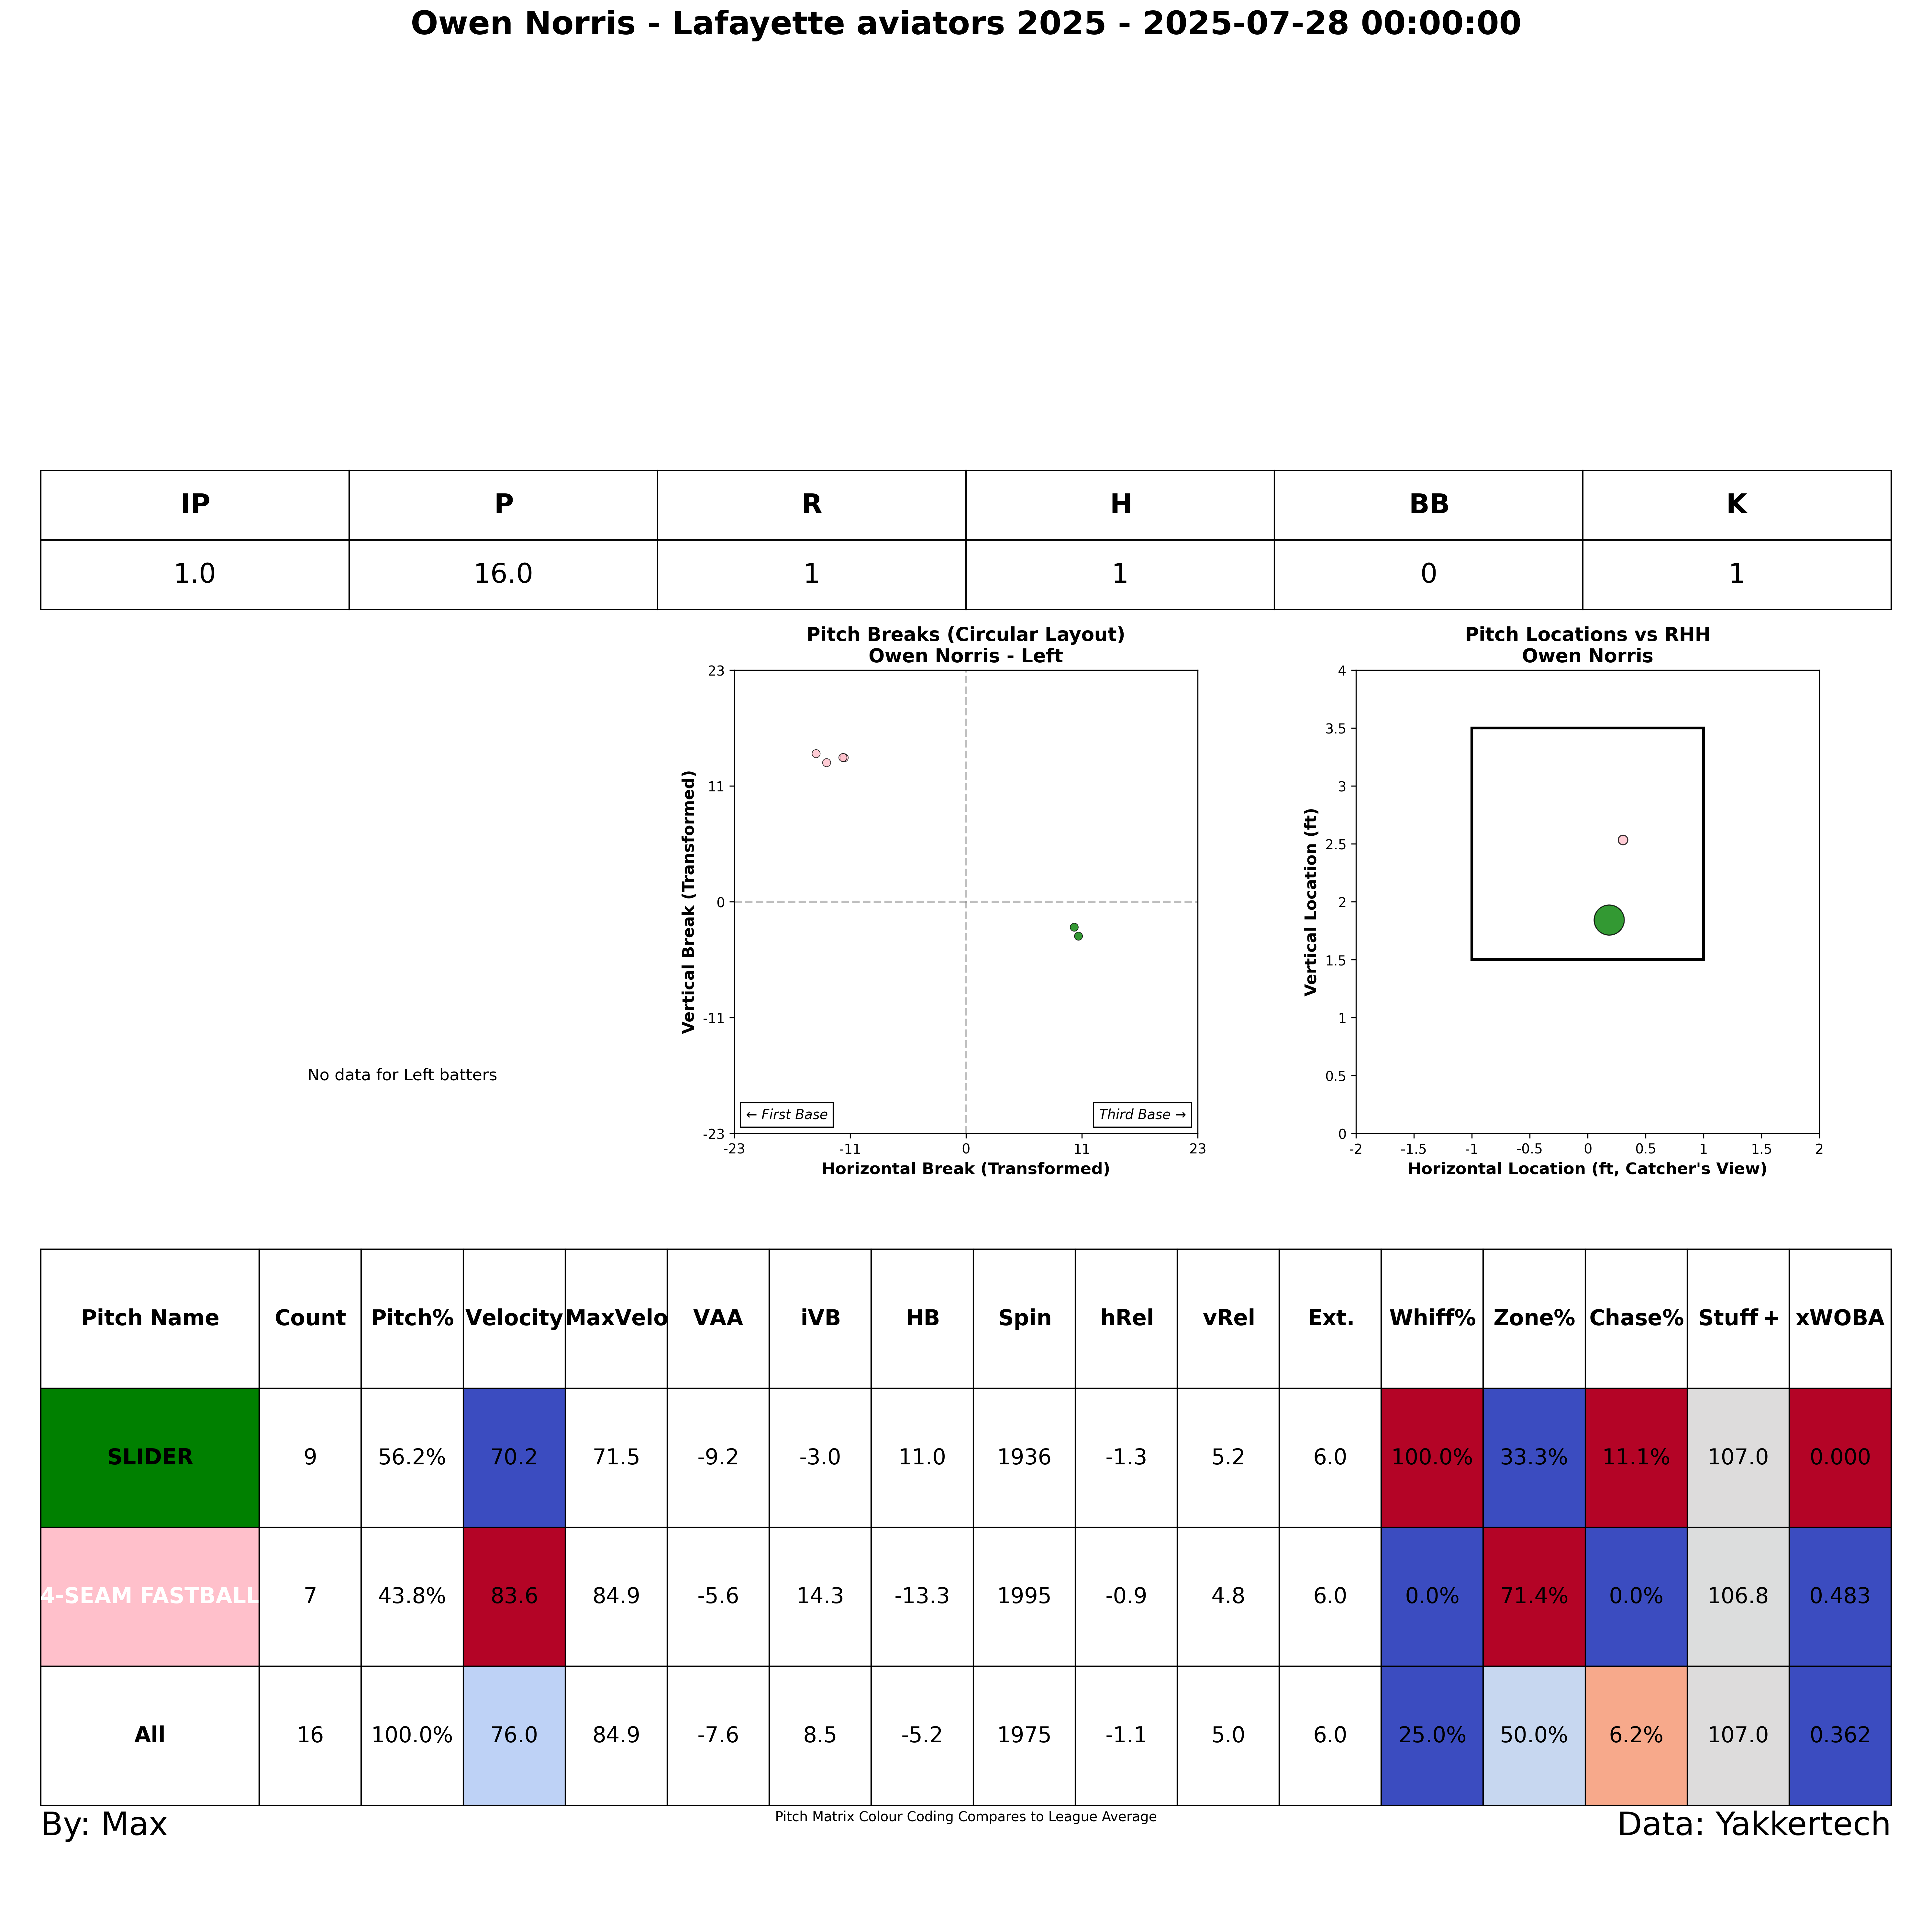 Owen Norris - Lafayette aviators 2025 - 2025-07-28 00:00:00
IP P R H BB K
1.0 16.0 1 1 0 1
No data for Left batters
Pitch Breaks (Circular Layout)
Owen Norris - Left
Vertical Break (Transformed)
23
11
0
-11
-23
← First Base
Third Base →
-23 -11 0 11 23
Horizontal Break (Transformed)
Pitch Locations vs RHH
Owen Norris
Vertical Location (ft)
4
3.5
3
2.5
2
1.5
1
0.5
0
-2 -1.5 -1 -0.5 0 0.5 1 1.5 2
Horizontal Location (ft, Catcher's View)
Pitch Name Count Pitch% Velocity MaxVelo VAA iVB HB Spin hRel vRel Ext. Whiff% Zone% Chase% Stuff+ xWOBA
SLIDER 9 56.2% 70.2 71.5 -9.2 -3.0 11.0 1936 -1.3 5.2 6.0 100.0% 33.3% 11.1% 107.0 0.000
4-SEAM FASTBALL 7 43.8% 83.6 84.9 -5.6 14.3 -13.3 1995 -0.9 4.8 6.0 0.0% 71.4% 0.0% 106.8 0.483
All 16 100.0% 76.0 84.9 -7.6 8.5 -5.2 1975 -1.1 5.0 6.0 25.0% 50.0% 6.2% 107.0 0.362
By: Max
Pitch Matrix Colour Coding Compares to League Average
Data: Yakkertech